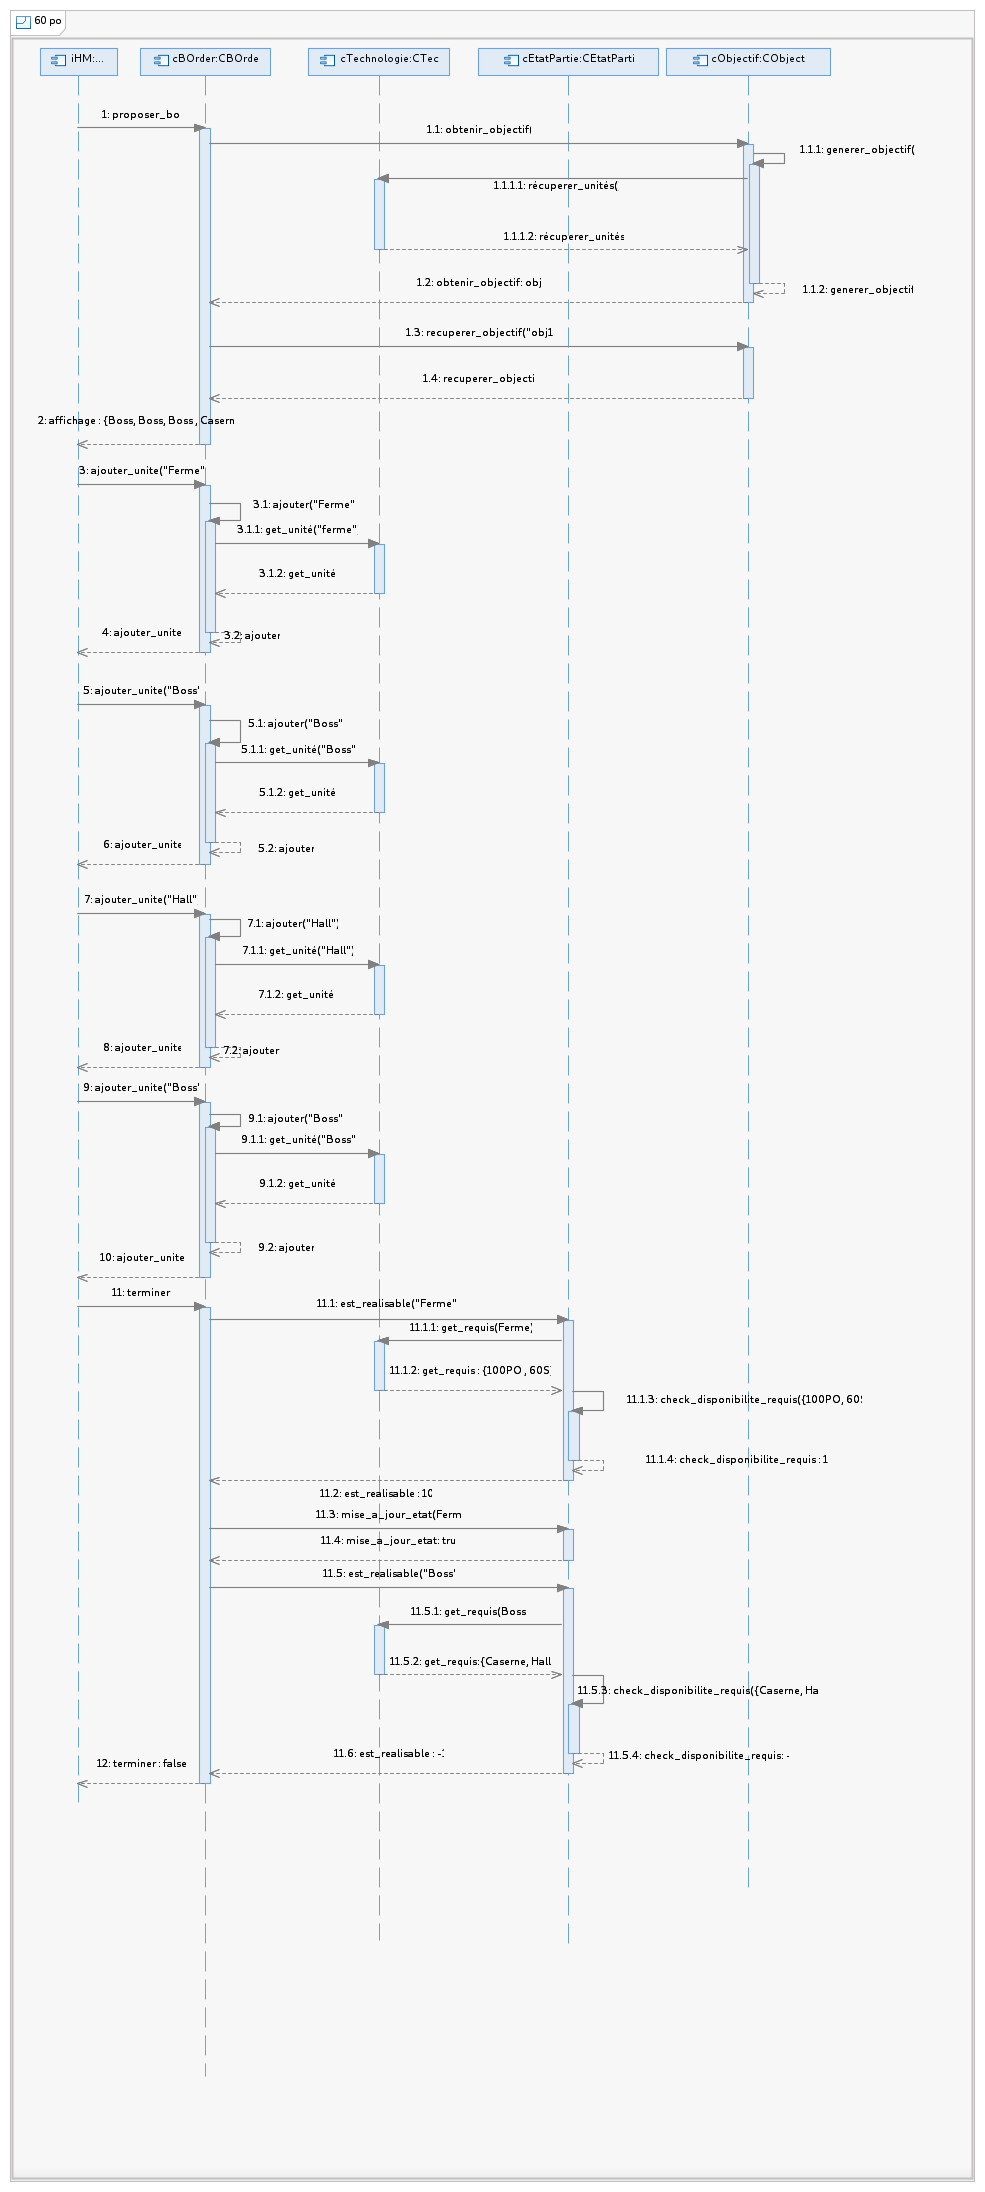 60 po
iHM:...
cBOrder:CBOrde
cTechnologie:CTec
cEtatPartie:CEtatParti
cObjectif:CObject
1: proposer_bo
1.1: obtenir_objectif(
1.1.1: generer_objectif(
1.1.1.1: récuperer_unités(
1.1.1.2: récuperer_unités
1.2: obtenir_objectif: obj
1.1.2: generer_objectif
1.3: recuperer_objectif("obj1
1.4: recuperer_objecti
2: affichage : {Boss, Boss, Boss , Casern
3: ajouter_unite("Ferme"
3.1: ajouter("Ferme"
3.1.1: get_unité("ferme"
3.1.2: get_unité
4: ajouter_unite
3.2: ajouter
5: ajouter_unite("Boss"
5.1: ajouter("Boss"
5.1.1: get_unité("Boss"
5.1.2: get_unité
6: ajouter_unite
5.2: ajouter
7: ajouter_unite("Hall"
7.1: ajouter("Hall")
7.1.1: get_unité("Hall")
7.1.2: get_unité
8: ajouter_unite
7.2: ajouter
9: ajouter_unite("Boss"
9.1: ajouter("Boss"
9.1.1: get_unité("Boss"
9.1.2: get_unité
9.2: ajouter
10: ajouter_unite
11: terminer
11.1: est_realisable("Ferme"
11.1.1: get_requis(Ferme)
11.1.2: get_requis : {100PO , 60S
11.1.3: check_disponibilite_requis({100PO, 60S
11.1.4: check_disponibilite_requis : 1
11.2: est_realisable : 10
11.3: mise_a_jour_etat(Ferm
11.4: mise_a_jour_etat: tru
11.5: est_realisable("Boss"
11.5.1: get_requis(Boss
11.5.2: get_requis:{Caserne, Hall
11.5.3: check_disponibilite_requis({Caserne, Ha
11.6: est_realisable : -1
11.5.4: check_disponibilite_requis: -
12: terminer : false